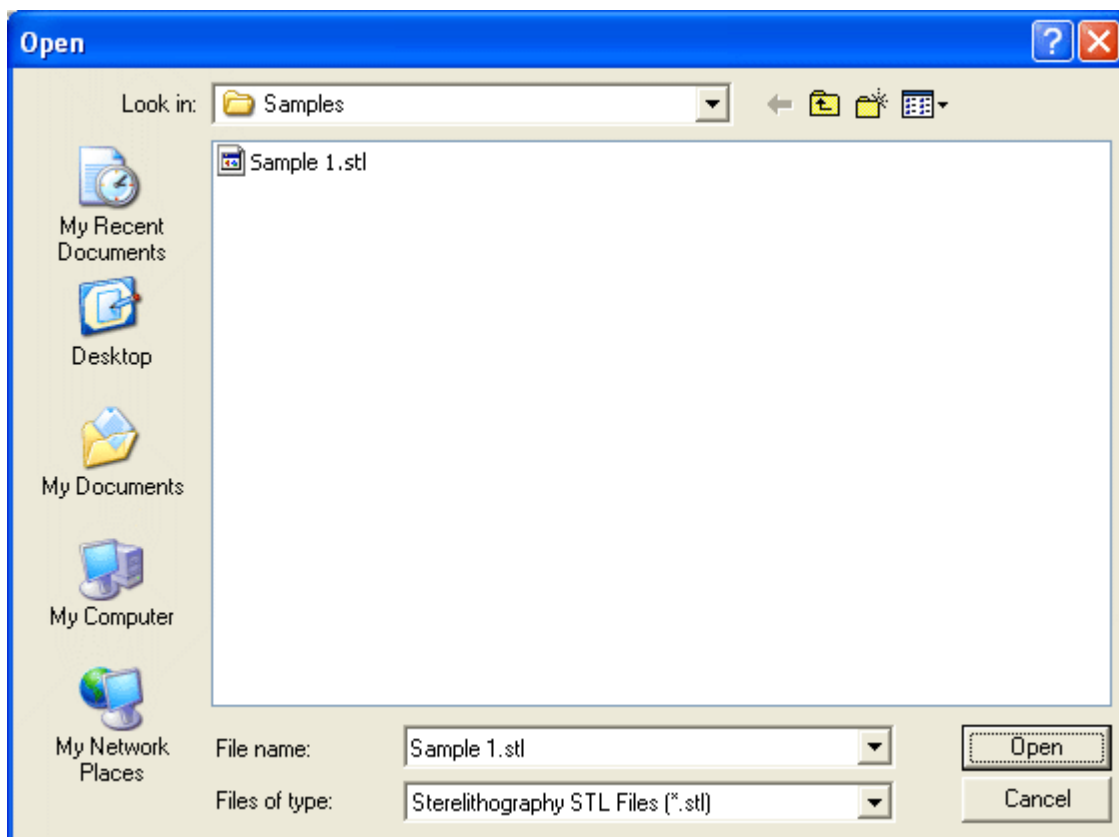 Open
Look in: Samples
Sample 1.stl
My Recent
Documents
Desktop
My Documents
My Computer
My Network
Places
File name: Sample 1.stl Open
Files of type: Sterelithography STL Files (*.stl) Cancel